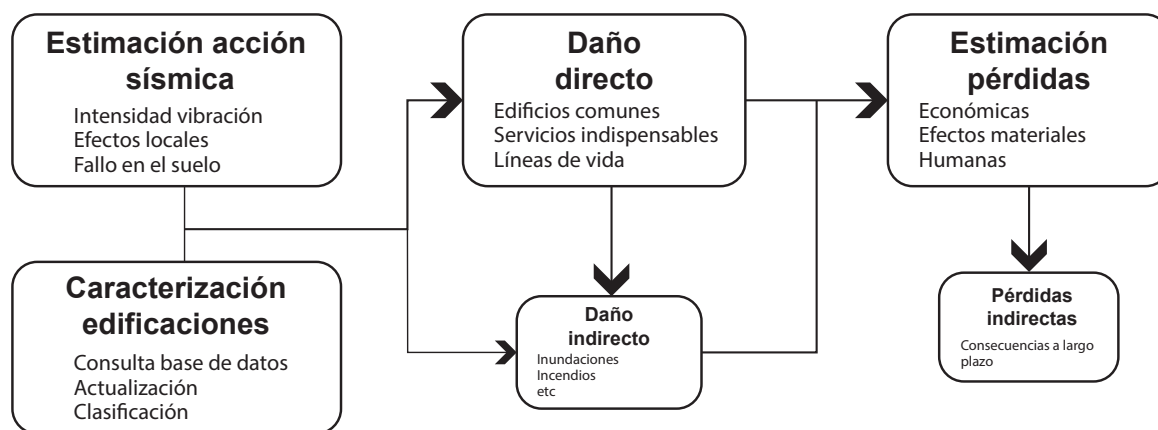 Estimación acción
sísmica
Intensidad vibración
Efectos locales
Fallo en el suelo
Caracterización
edificaciones
Consulta base de datos
Actualización
Clasificación
Daño
directo
Edificios comunes
Servicios indispensables
Líneas de vida
Daño
indirecto
Inundaciones
Incendios
etc
Estimación
pérdidas
Económicas
Efectos materiales
Humanas
Pérdidas
indirectas
Consecuencias a largo
plazo